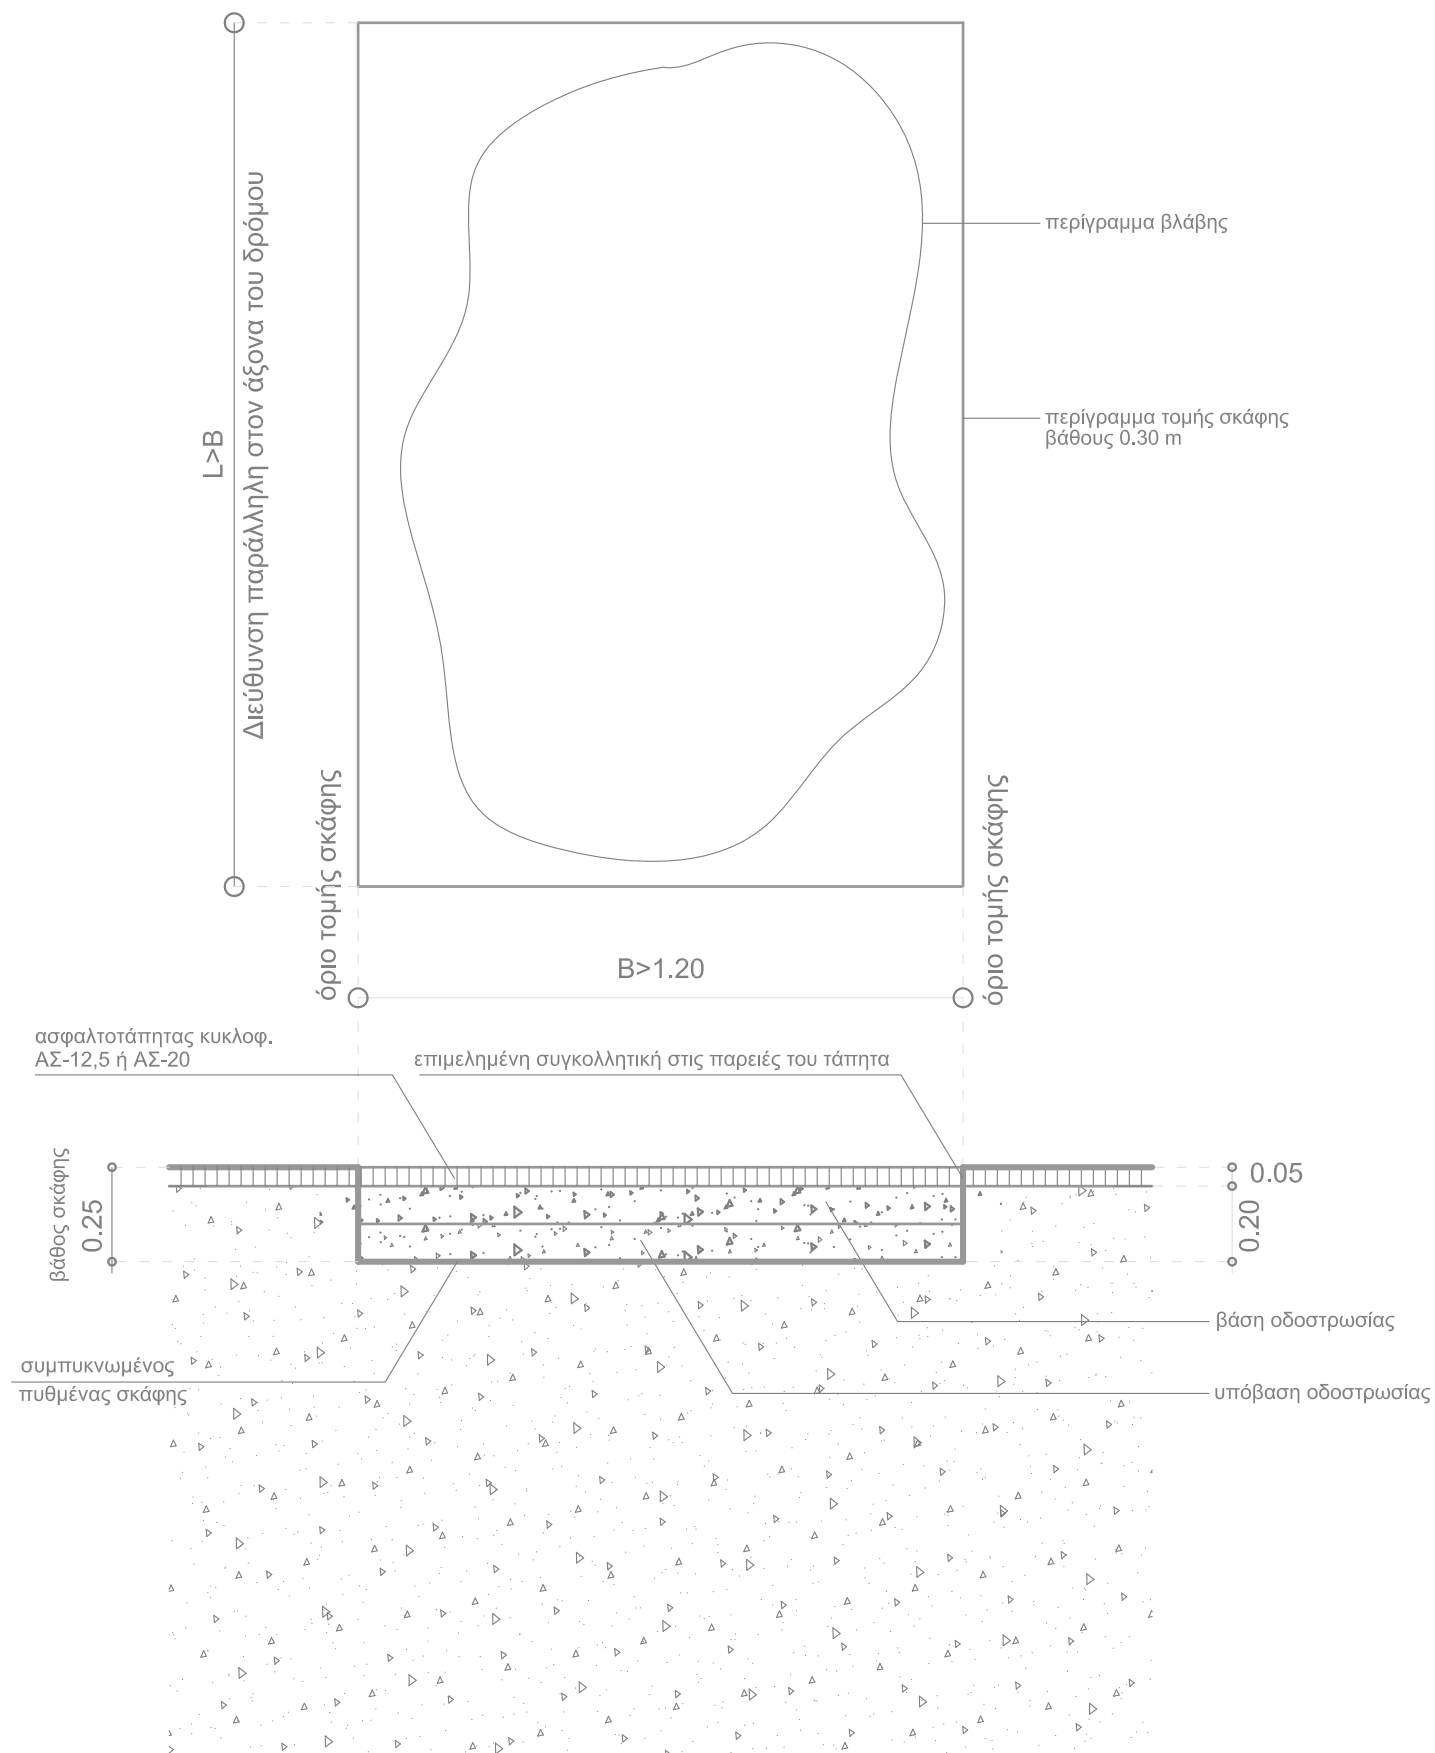 L>B
Διεύθυνση παράλληλη στον άξονα του δρόμου
περίγραμμα βλάβης
περίγραμμα τομής σκάφης
βάθους 0.30 m
όριο τομής σκάφης
όριο τομής σκάφης
B>1.20
ασφαλτοτάπητας κυκλοφ.
ΑΣ-12,5 ή ΑΣ-20
επιμελημένη συγκολλητική στις παρειές του τάπητα
βάθος σκάφης
0.25
0.05
0.20
βάση οδοστρωσίας
συμπυκνωμένος
πυθμένας σκάφης
υπόβαση οδοστρωσίας